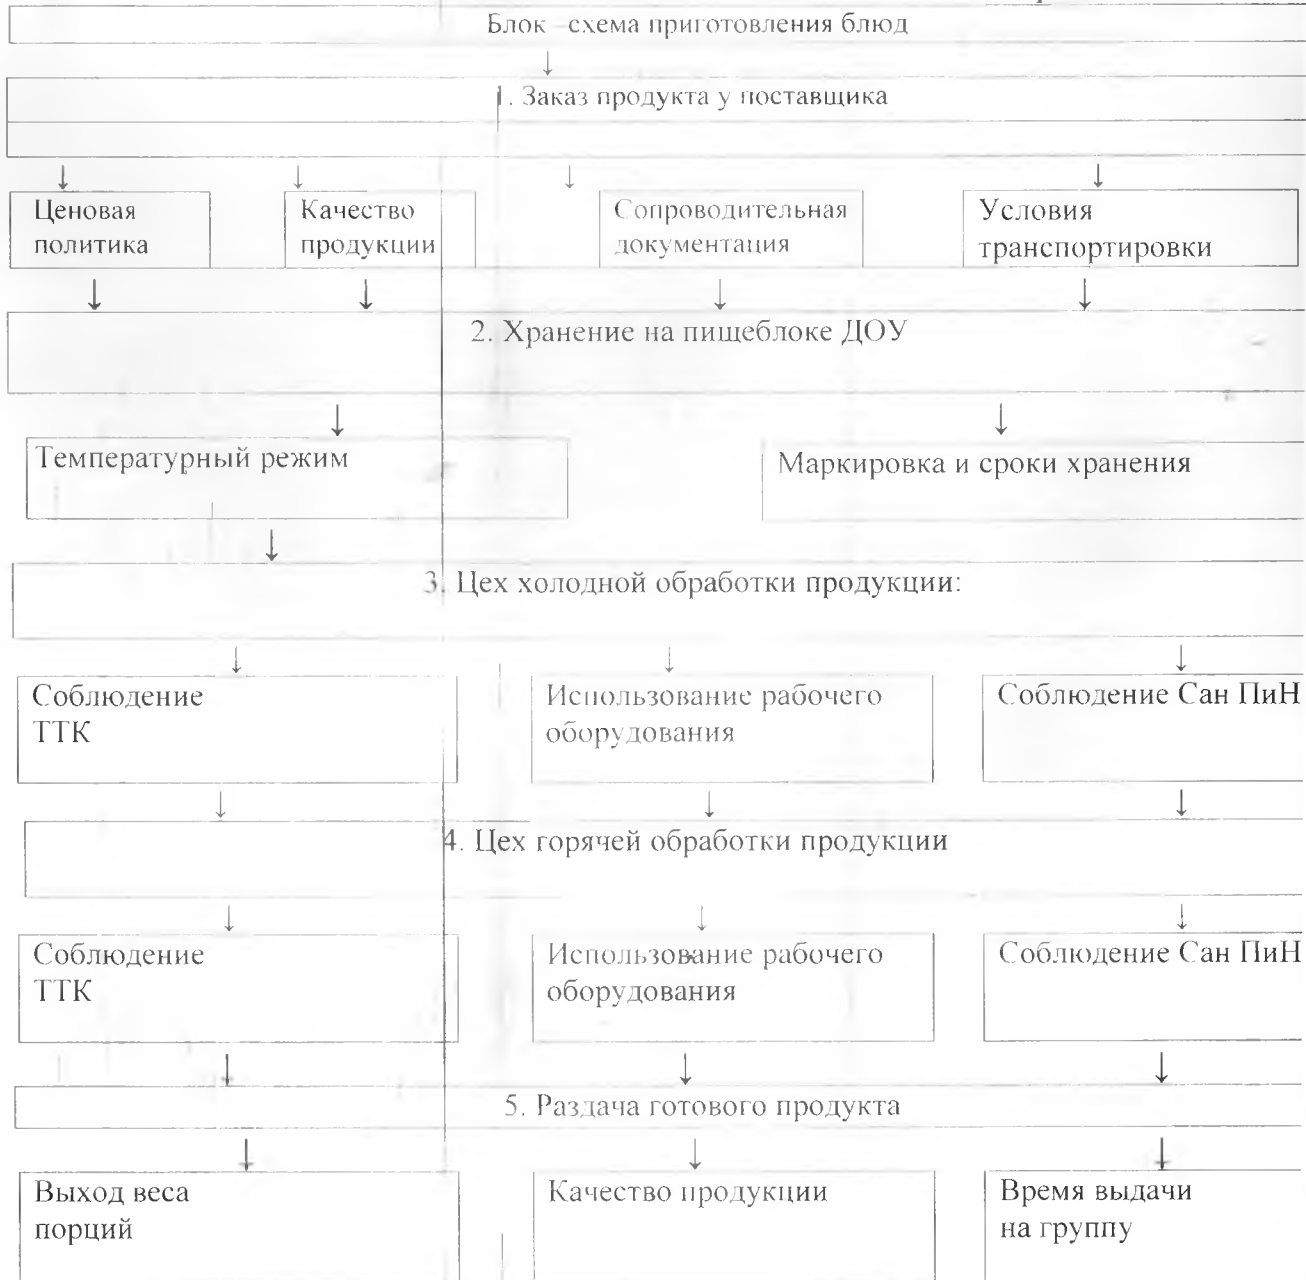 Блок –схема приготовления блюд
1. Заказ продукта у поставщика
Ценовая
политика
Качество
продукции
Сопроводительная
документация
Условия
транспортировки
2. Хранение на пищеблоке ДОУ
Температурный режим
Маркировка и сроки хранения
3. Цех холодной обработки продукции:
Соблюдение
ТТК
Использование рабочего
оборудования
Соблюдение Сан ПиН
4. Цех горячей обработки продукции
Соблюдение
ТТК
Использование рабочего
оборудования
Соблюдение Сан ПиН
5. Раздача готового продукта
Выход веса
порций
Качество продукции
Время выдачи
на группу